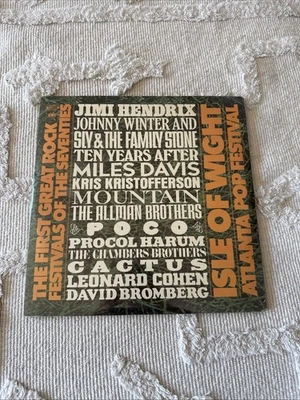 THE FIRST GREAT ROCK
FESTIVALS OF THE SEVENTIES
JIMI HENDRIX
JOHNNY WINTER AND
SLY & THE FAMILY STONE
TEN YEARS AFTER
MILES DAVIS
KRIS KRISTOFFERSON
MOUNTAIN
THE ALLMAN BROTHERS
POCO
PROCOL HARUM
THE CHAMBERS BROTHERS
CACTUS
LEONARD COHEN
DAVID BROMBERG
ISLE OF WIGHT
ATLANTA POP FESTIVAL